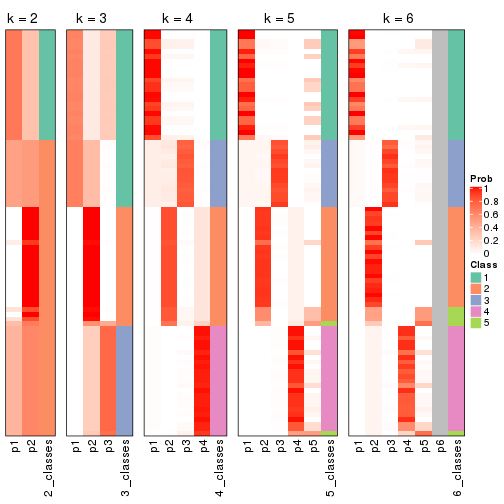 k = 2 k = 3 k = 4 k = 5 k = 6
Prob
1
0.8
0.6
0.4
0.2
0
Class
1
2
3
4
5
p1 p2 2_classes p1 p2 p3 3_classes p1 p2 p3 p4 4_classes p1 p2 p3 p4 p5 5_classes p1 p2 p3 p4 p5 p6 6_classes